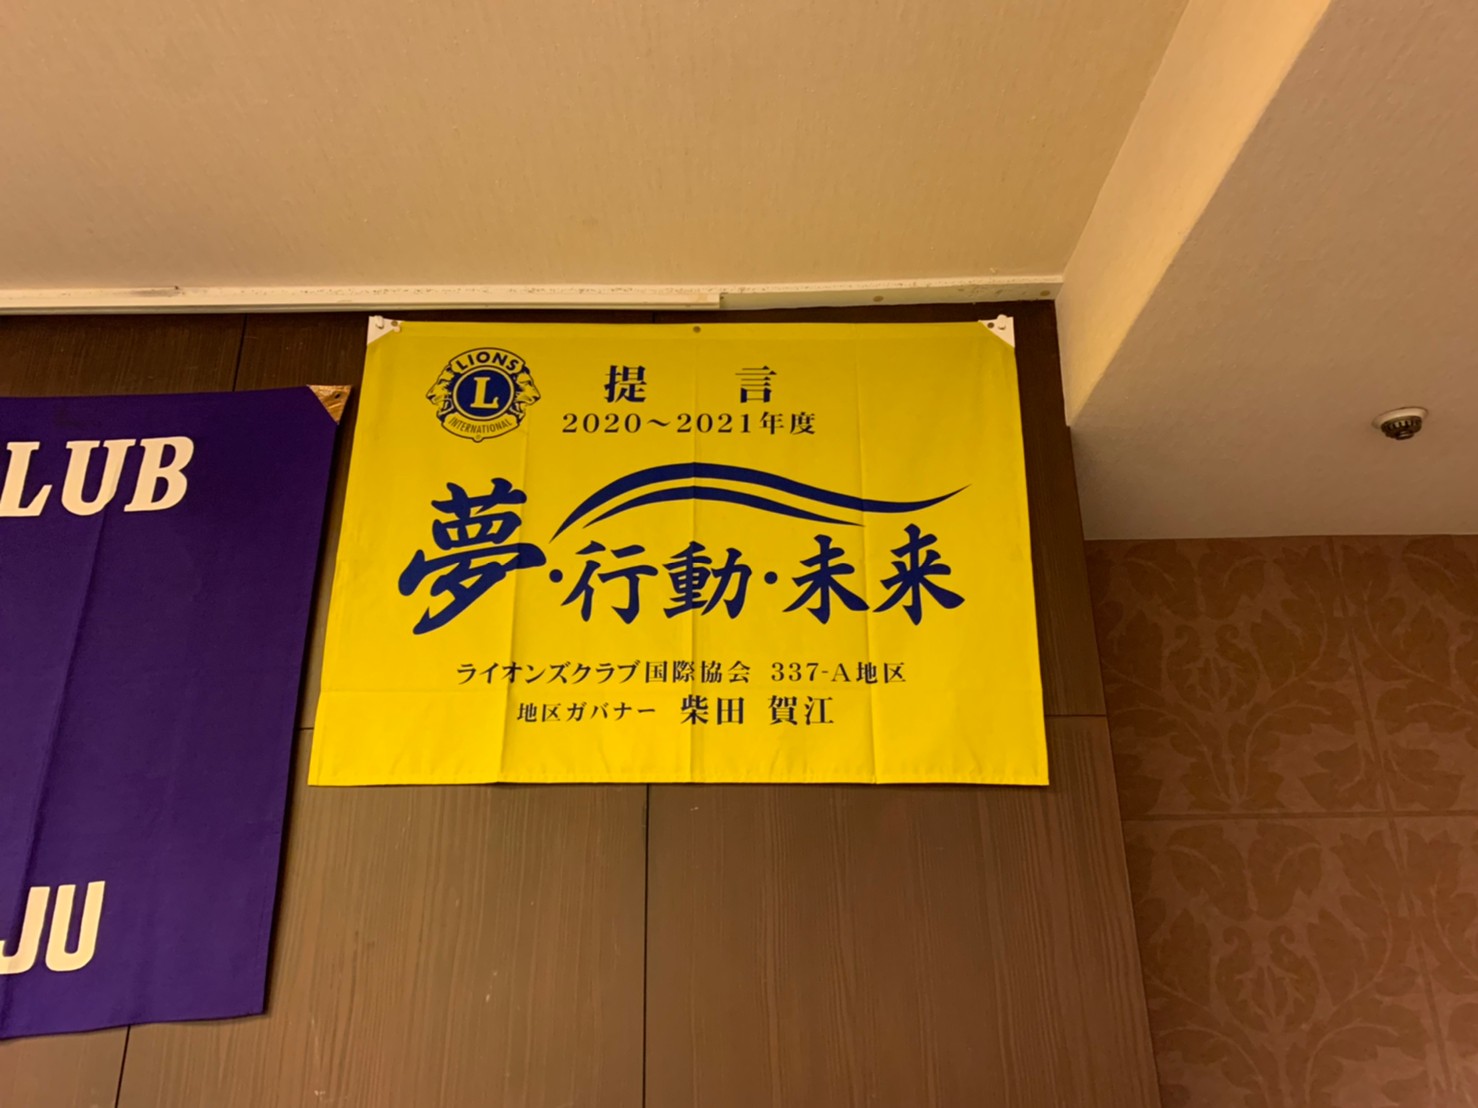 LUB
JU
LIONS
L
INTERNATIONAL
提 言
2020～2021年度
夢・行動・未来
ライオンズクラブ国際協会 337-A地区
地区ガバナー 柴田 賀江